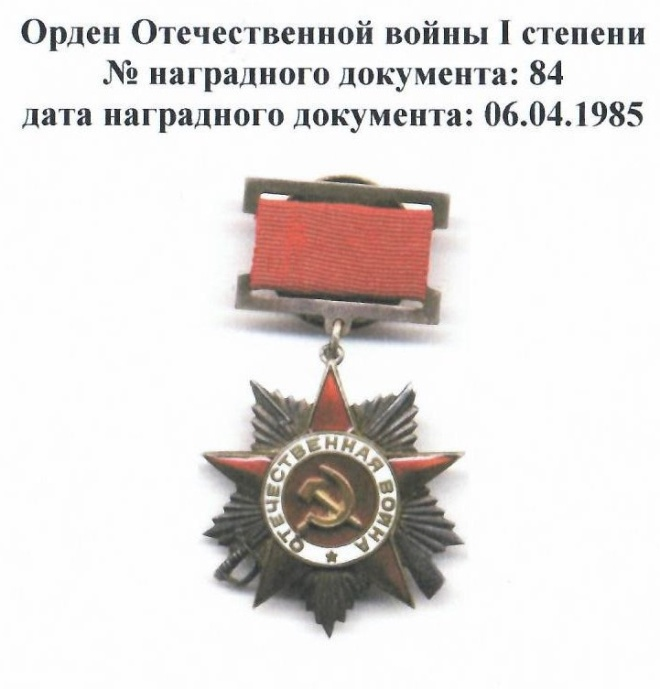 Орден Отечественной войны I степени
№ наградного документа: 84
дата наградного документа: 06.04.1985
ОТЕЧЕСТВЕННАЯ ВОЙНА